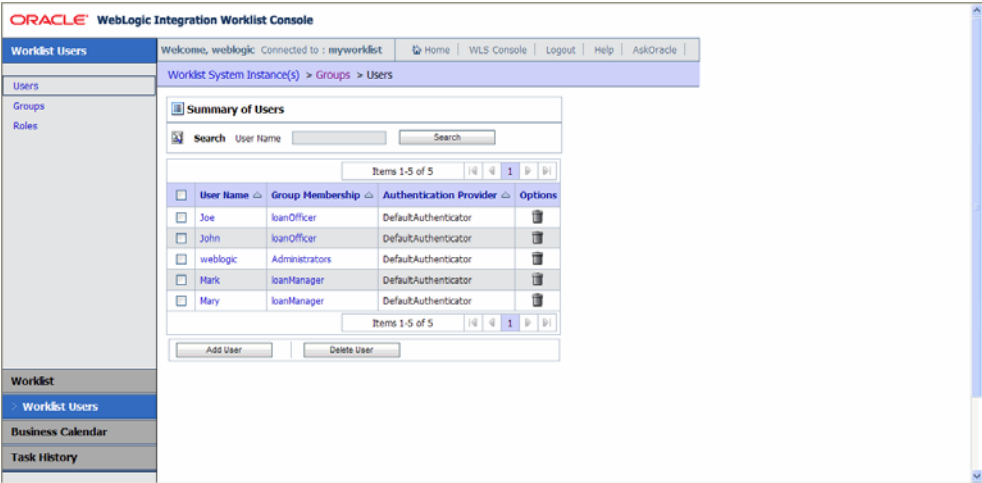 ORACLE WebLogic Integration Worklist Console
Worklist Users
Welcome, weblogic Connected to : myworklist Home WLS Console Logout Help AskOracle
Worklist System Instance(s) > Groups > Users
Users
Groups
Roles
Summary of Users
Search User Name Search
Items 1-5 of 5 1
User Name Group Membership Authentication Provider Options
Joe loanOfficer DefaultAuthenticator
John loanOfficer DefaultAuthenticator
weblogic Administrators DefaultAuthenticator
Mark loanManager DefaultAuthenticator
Mary loanManager DefaultAuthenticator
Items 1-5 of 5 1
Add User Delete User
Worklist
> Worklist Users
Business Calendar
Task History